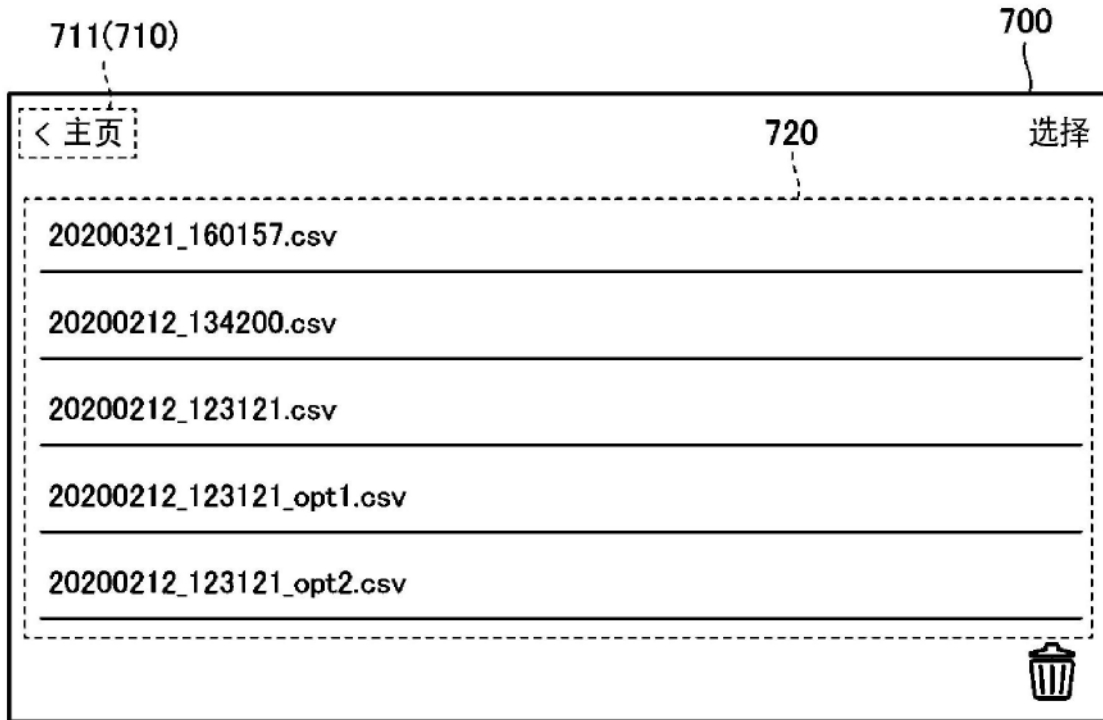 711(710)
700
< 主页
720
选择
20200321_160157.csv
20200212_134200.csv
20200212_123121.csv
20200212_123121_opt1.csv
20200212_123121_opt2.csv